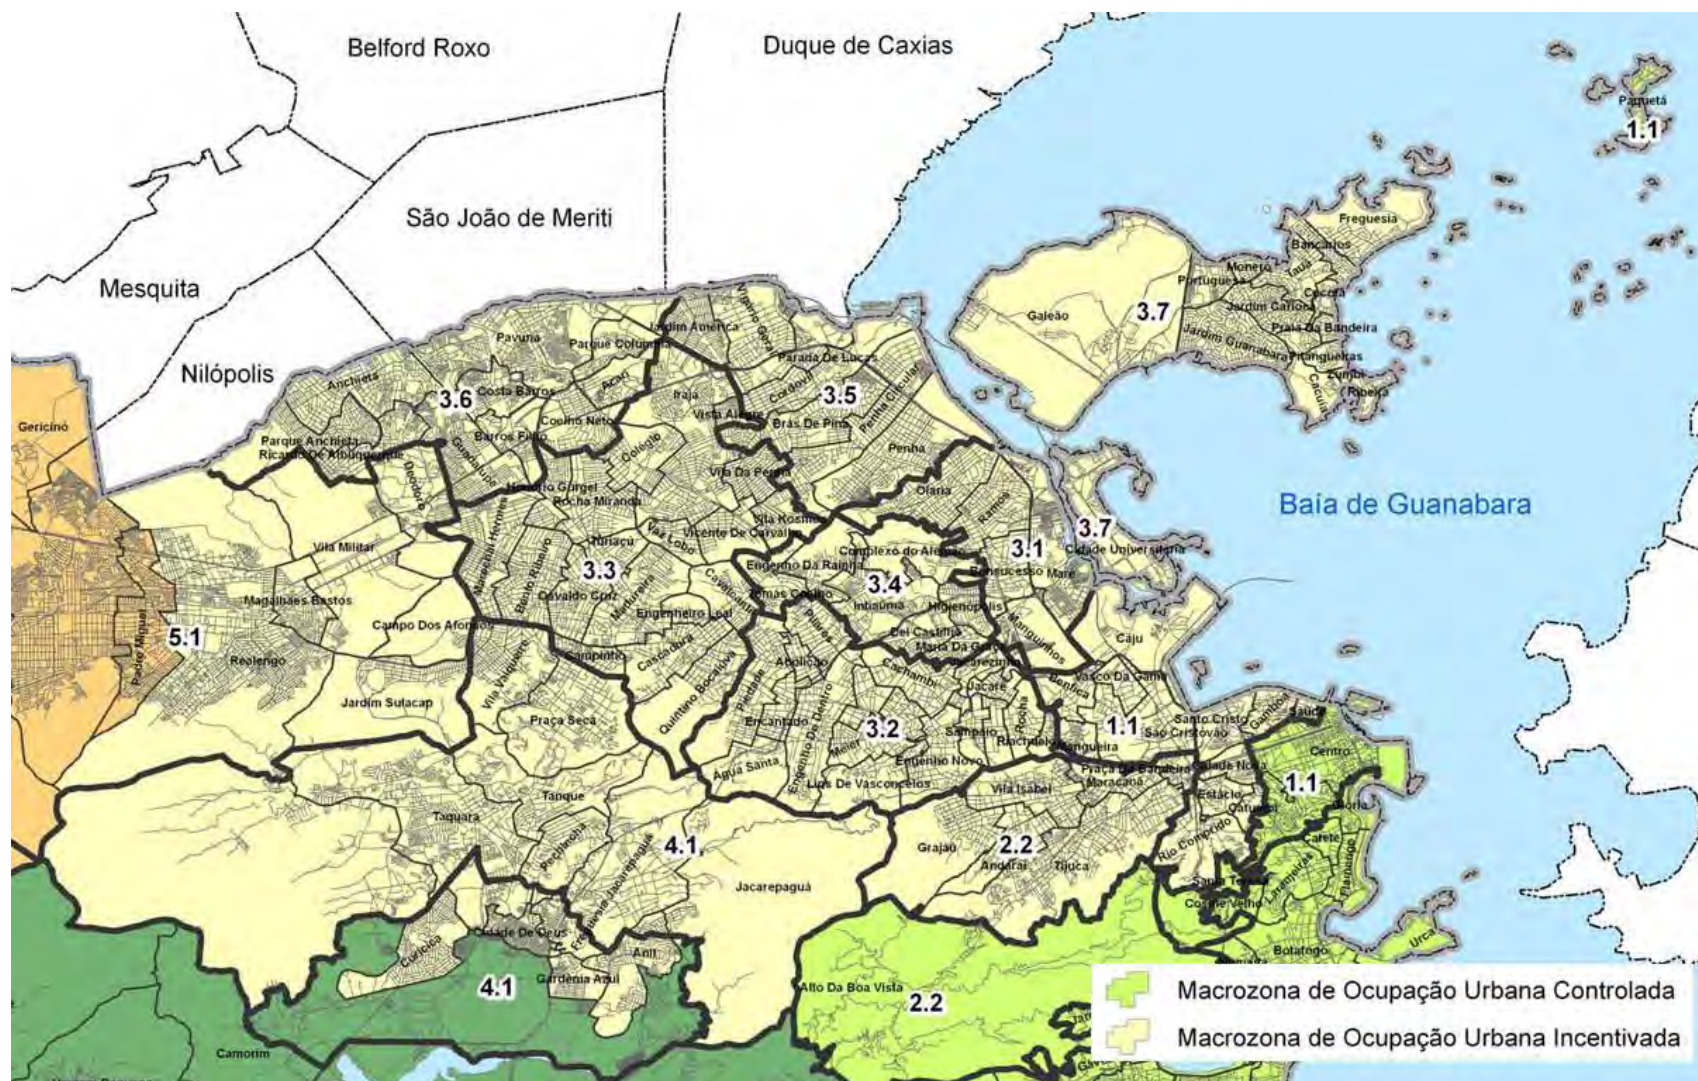 Belford Roxo
Duque de Caxias
Paquetá
1.1
São João de Meriti
Freguesia
Bancários
Mesquita
Moneró
Tauá
Portuguesa
Cocotá
Galeão
3.7
Jardim Carioca
Praia Da Bandeira
Jardim Guanabara
Pitangueiras
Zumbi
Cacuia
Ribeira
Nilópolis
Vigário Geral
Jardim América
Pavuna
Parque Columbia
Parada De Lucas
Anchieta
Acari
Cordovil
3.6
Costa Barros
Irajá
3.5
Penha Circular
Gericinó
Vista Alegre
Coelho Neto
Brás De Pina
Parque Anchieta
Barros Filho
Colégio
Penha
Ricardo De Albuquerque
Guadalupe
Deodoro
Vila Da Penha
Honório Gurgel
Olaria
Rocha Miranda
Ramos
Baía de Guanabara
Marechal Hermes
Vila Kosmos
Vaz Lobo
Vicente De Carvalho
3.7
Vila Militar
Turiaçú
3.1
Cidade Universitária
Complexo do Alemão
Bento Ribeiro
3.3
Engenho Da Rainha
Bonsucesso
Maré
3.4
Madureira
Cavalcanti
Osvaldo Cruz
Tomás Coelho
Magalhães Bastos
Inhaúma
Higienópolis
Engenheiro Leal
Pilares
Campo Dos Afonsos
5.1
Padre Miguel
Del Castilho
Manguinhos
Caju
Maria Da Graça
Realengo
Campinho
Cascadura
Abolição
Jacarezinho
Cachambi
Vila Valqueire
Quintino Bocaiúva
Piedade
Jacaré
Benfica
Vasco Da Gama
Jardim Sulacap
Engenho De Dentro
Rocha
Praça Seca
Encantado
3.2
Sampaio
1.1
Santo Cristo
Gamboa
Saúde
São Cristovão
Riachuelo
Mangueira
Méier
Centro
Água Santa
Engenho Novo
Praça Da Bandeira
Cidade Nova
Lins De Vasconcelos
Vila Isabel
Maracanã
1.1
Tanque
Estácio
Catumbi
Glória
Taquara
Rio Comprido
Pechincha
4.1
Grajaú
2.2
Catete
Freguesia Jacarepaguá
Andaraí
Tijuca
Laranjeiras
Flamengo
Jacarepaguá
Santa Teresa
Cosme Velho
Cidade De Deus
Curicica
Anil
Botafogo
Urca
Gardênia Azul
4.1
Alto Da Boa Vista
2.2
Macrozona de Ocupação Urbana Controlada
Macrozona de Ocupação Urbana Incentivada
Camorim